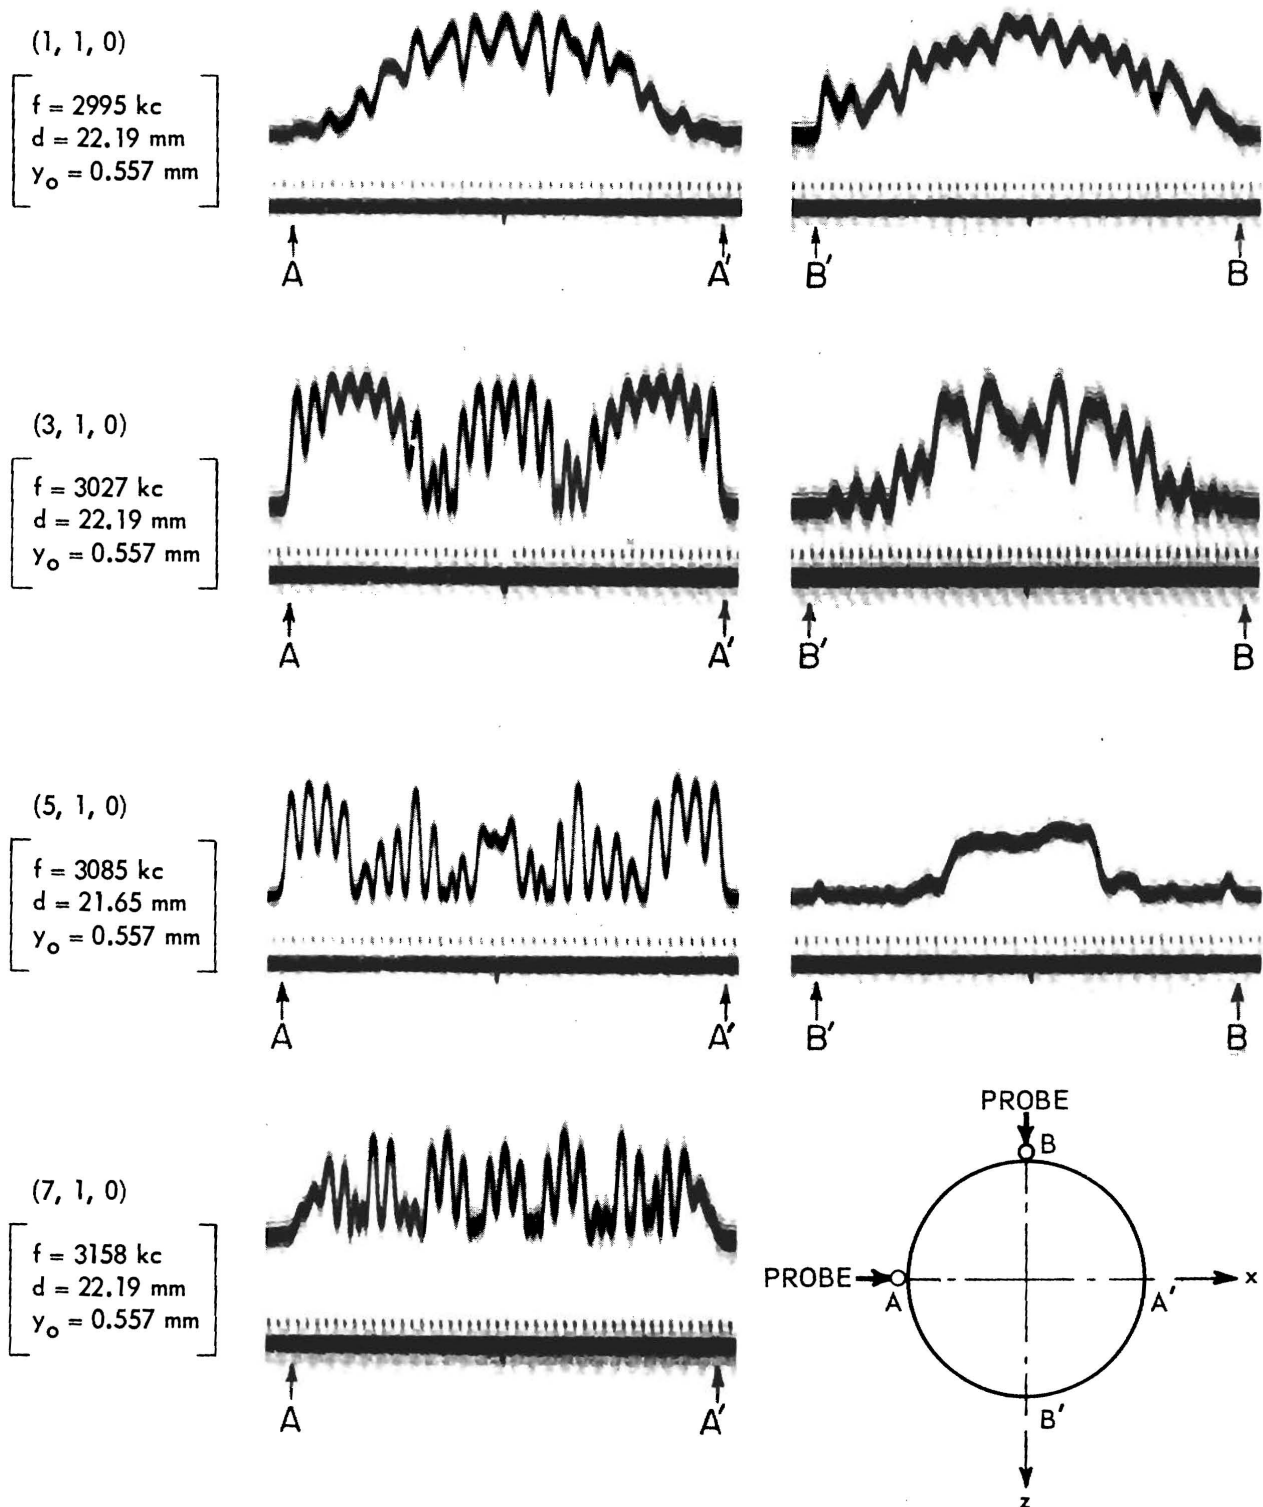 (1, 1, 0)
f = 2995 kc
d = 22.19 mm
yo = 0.557 mm
A A′ B′ B
(3, 1, 0)
f = 3027 kc
d = 22.19 mm
yo = 0.557 mm
A A′ B′ B
(5, 1, 0)
f = 3085 kc
d = 21.65 mm
yo = 0.557 mm
A A′ B′ B
(7, 1, 0)
f = 3158 kc
d = 22.19 mm
yo = 0.557 mm
A A′
PROBE
B
PROBE
A A′ x
B′
z